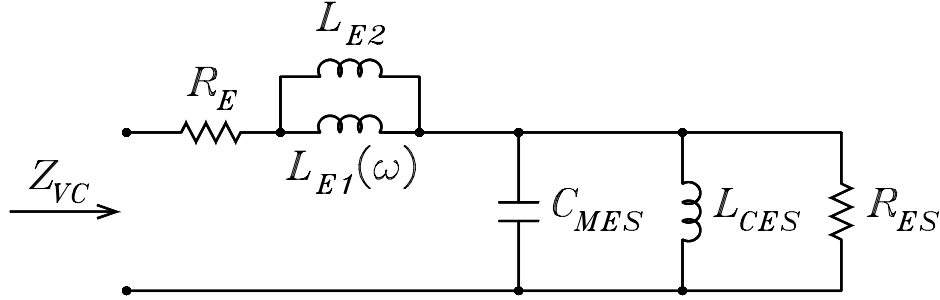 L_E2
R_E
L_E1(ω)
Z_VC
C_MES
L_CES
R_ES